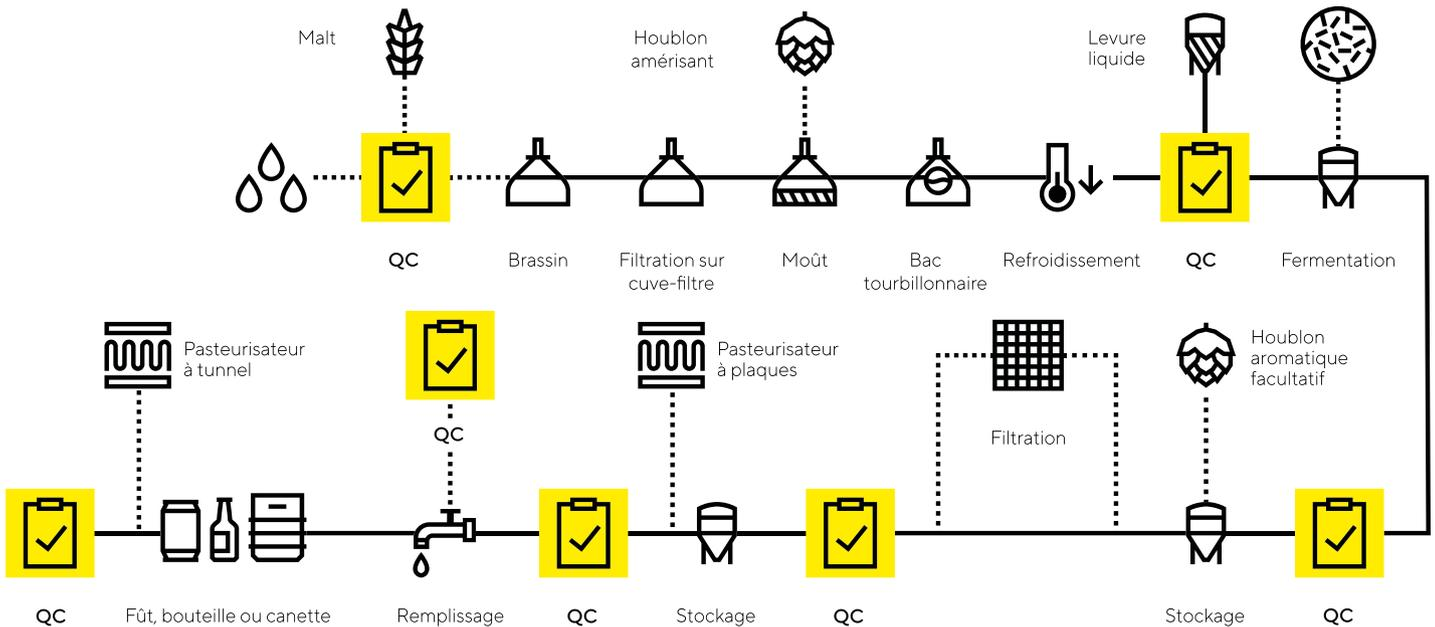 Malt
Houblon
amérisant
Levure
liquide
QC
Brassin
Filtration sur
cuve-filtre
Moût
Bac
tourbillonnaire
Refroidissement
QC
Fermentation
Pasteurisateur
à tunnel
QC
Pasteurisateur
à plaques
Filtration
Houblon
aromatique
facultatif
QC
Fût, bouteille ou canette
Remplissage
QC
Stockage
QC
Stockage
QC